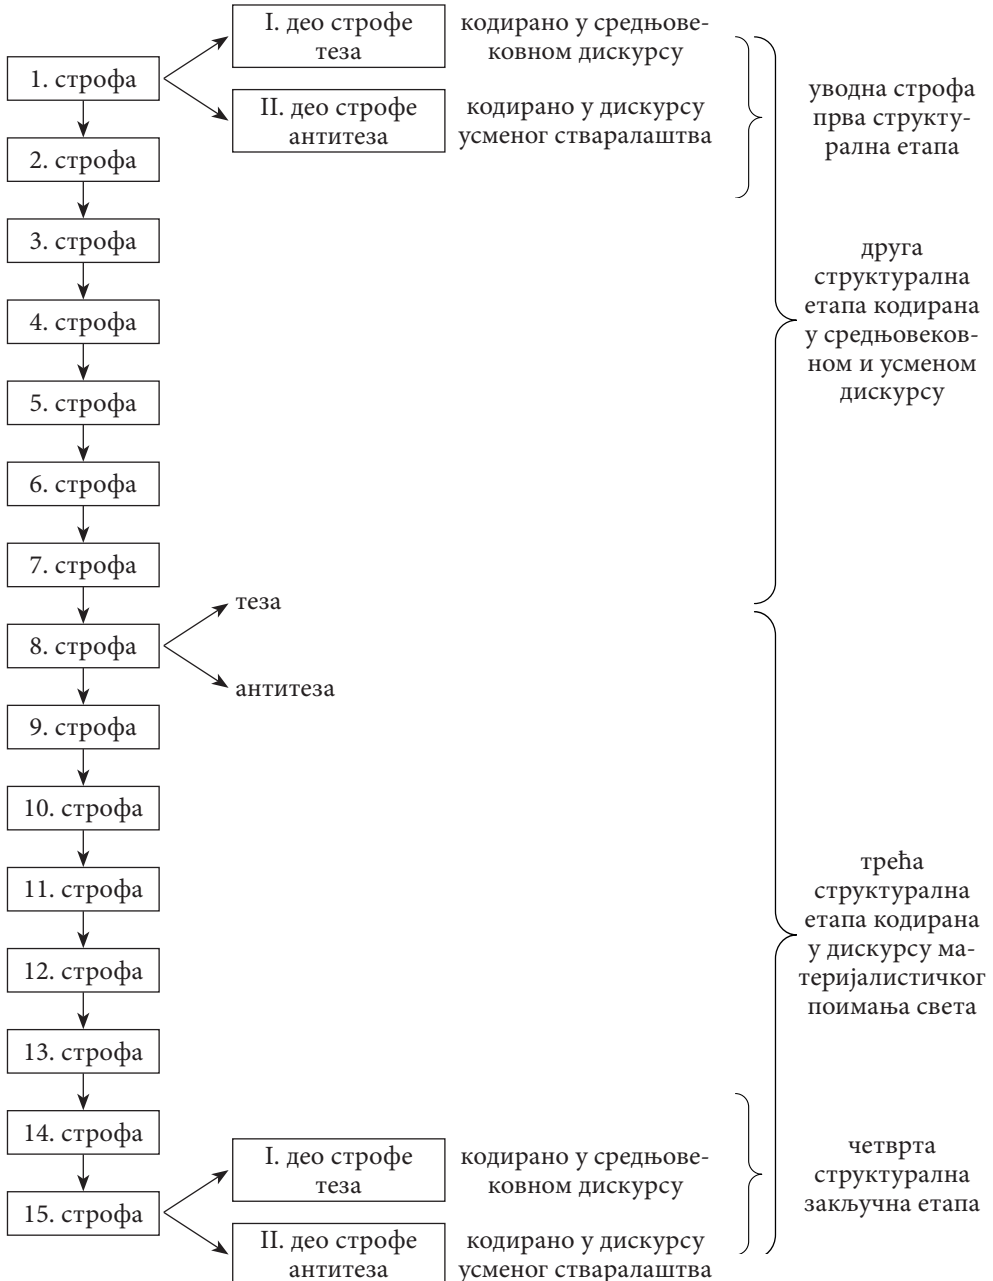 I. део строфе
теза
кодирано у средњове-
ковном дискурсу
1. строфа
II. део строфе
антитеза
кодирано у дискурсу
усменог стваралаштва
уводна строфа
прва структу-
рална етапа
2. строфа
3. строфа
друга
структурална
етапа кодирана
у средњовеков-
ном и усменом
дискурсу
4. строфа
5. строфа
6. строфа
7. строфа
теза
8. строфа
антитеза
9. строфа
10. строфа
11. строфа
трећа
структурална
етапа кодирана
у дискурсу ма-
теријалистичког
поимања света
12. строфа
13. строфа
14. строфа
I. део строфе
теза
кодирано у средњове-
ковном дискурсу
четврта
структурална
закључна етапа
15. строфа
II. део строфе
антитеза
кодирано у дискурсу
усменог стваралаштва